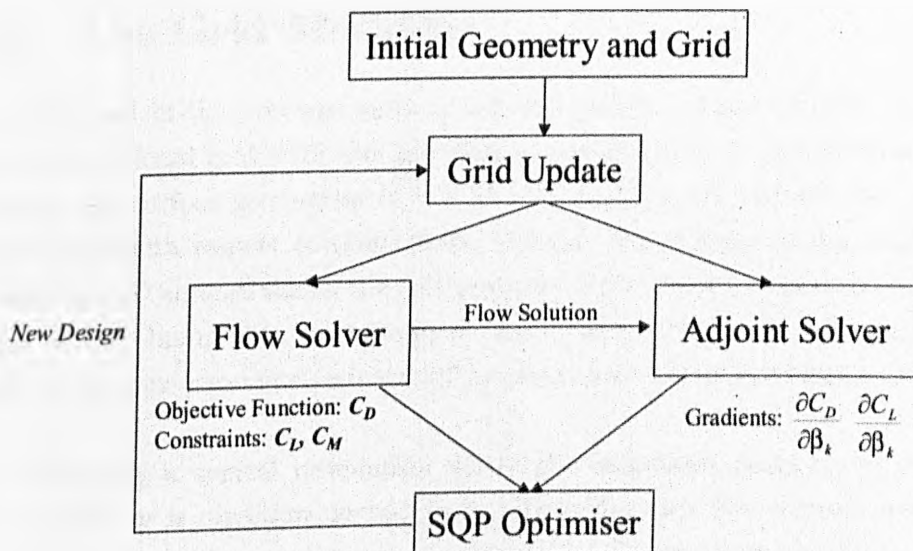 Initial Geometry and Grid
Grid Update
New Design
Flow Solver
Flow Solution
Adjoint Solver
Objective Function: C_D
Constraints: C_L, C_M
Gradients: ∂C_D/∂β_k ∂C_L/∂β_k
SQP Optimiser